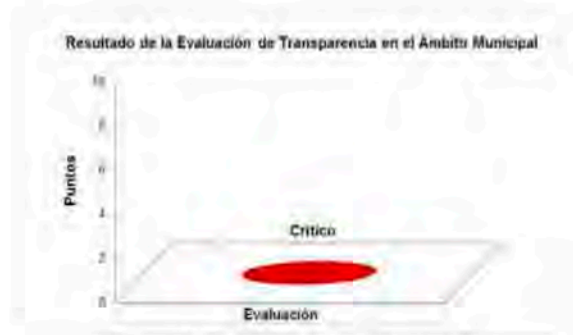 Resultado de la Evaluación de Transparencia en el Ámbito Municipal
10
8
6
4
2
0
Puntos
Crítico
Evaluación